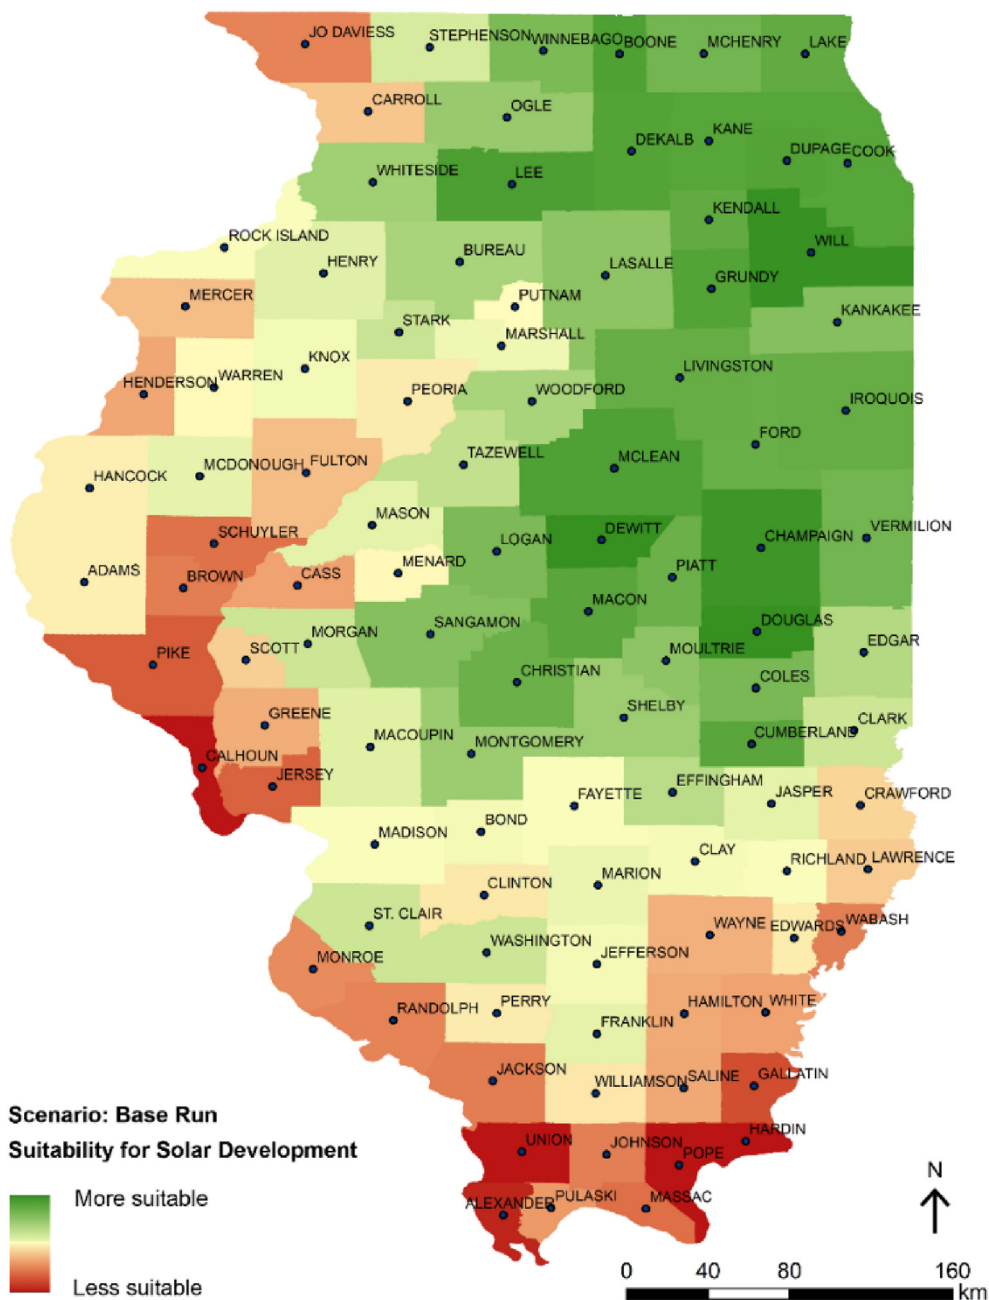 JO DAVIESS
STEPHENSON
WINNEBAGO
BOONE
MCHENRY
LAKE
CARROLL
OGLE
DEKALB
KANE
DUPAGE
COOK
WHITESIDE
LEE
KENDALL
ROCK ISLAND
HENRY
BUREAU
LASALLE
WILL
GRUNDY
MERCER
PUTNAM
KANKAKEE
STARK
MARSHALL
KNOX
LIVINGSTON
HENDERSON
WARREN
PEORIA
WOODFORD
IROQUOIS
FORD
HANCOCK
MCDONOUGH
FULTON
TAZEWELL
MCLEAN
MASON
SCHUYLER
LOGAN
DEWITT
CHAMPAIGN
VERMILION
ADAMS
BROWN
CASS
MENARD
PIATT
MACON
MORGAN
SANGAMON
DOUGLAS
PIKE
SCOTT
CHRISTIAN
MOULTRIE
EDGAR
COLES
GREENE
SHELBY
MACOUPIN
MONTGOMERY
CUMBERLAND
CLARK
CALHOUN
JERSEY
FAYETTE
EFFINGHAM
JASPER
CRAWFORD
MADISON
BOND
CLAY
RICHLAND
LAWRENCE
CLINTON
MARION
ST. CLAIR
WAYNE
EDWARDS
WABASH
MONROE
WASHINGTON
JEFFERSON
RANDOLPH
PERRY
HAMILTON
WHITE
FRANKLIN
JACKSON
WILLIAMSON
SALINE
GALLATIN
UNION
JOHNSON
HARDIN
POPE
ALEXANDER
PULASKI
MASSAC
Scenario: Base Run
Suitability for Solar Development
More suitable
Less suitable
N
0 40 80 160
km